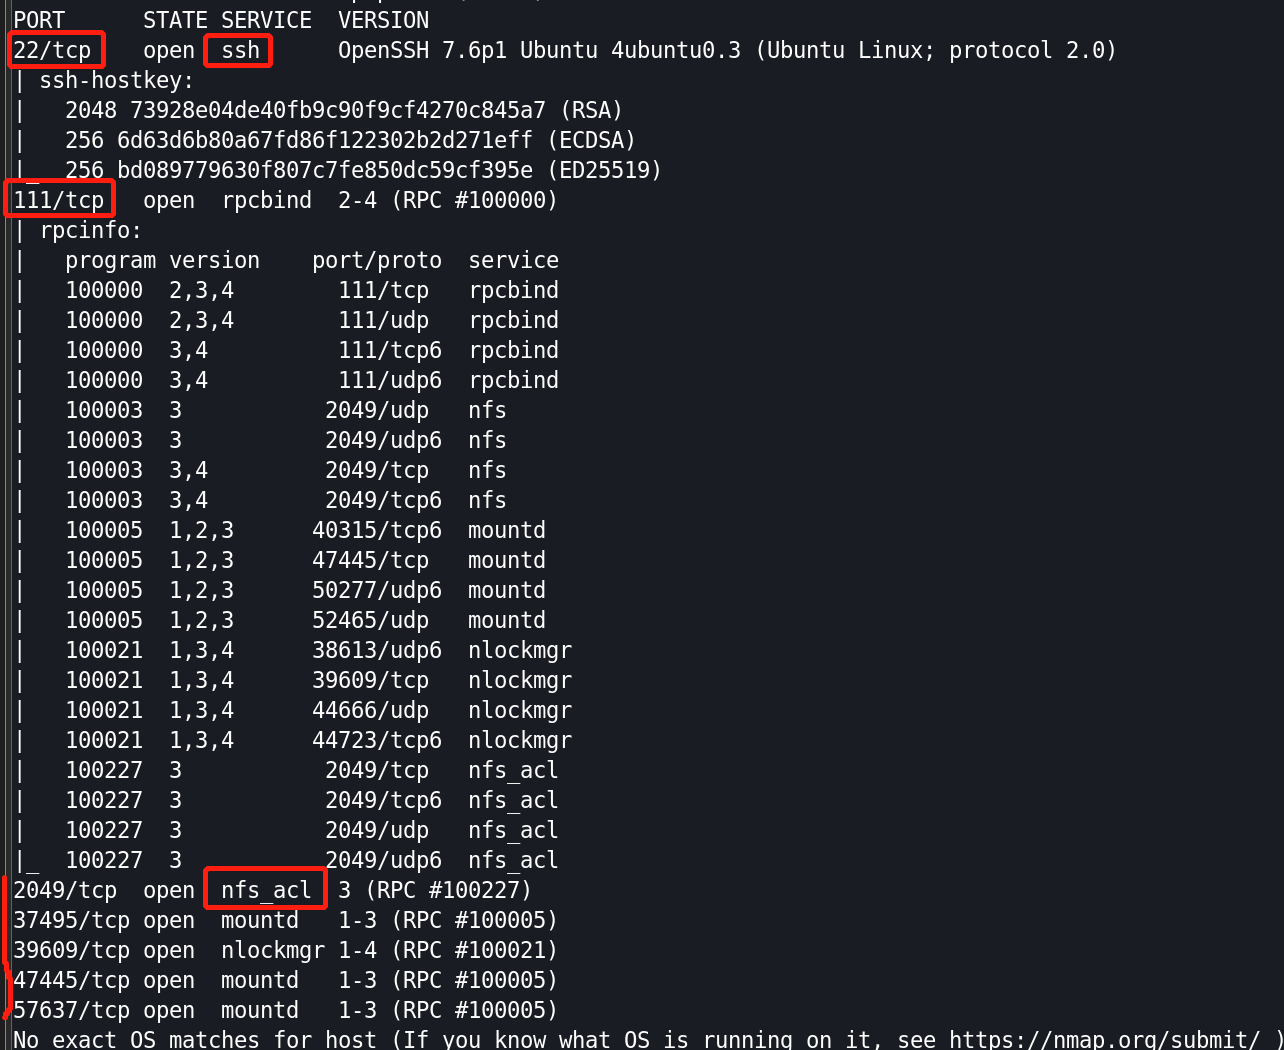 PORT      STATE SERVICE  VERSION
22/tcp    open  ssh      OpenSSH 7.6p1 Ubuntu 4ubuntu0.3 (Ubuntu Linux; protocol 2.0)
| ssh-hostkey:
|   2048 73928e04de40fb9c90f9cf4270c845a7 (RSA)
|   256 6d63d6b80a67fd86f122302b2d271eff (ECDSA)
|_  256 bd089779630f807c7fe850dc59cf395e (ED25519)
111/tcp   open  rpcbind  2-4 (RPC #100000)
| rpcinfo:
|   program version    port/proto  service
|   100000  2,3,4        111/tcp   rpcbind
|   100000  2,3,4        111/udp   rpcbind
|   100000  3,4          111/tcp6  rpcbind
|   100000  3,4          111/udp6  rpcbind
|   100003  3           2049/udp   nfs
|   100003  3           2049/udp6  nfs
|   100003  3,4         2049/tcp   nfs
|   100003  3,4         2049/tcp6  nfs
|   100005  1,2,3      40315/tcp6  mountd
|   100005  1,2,3      47445/tcp   mountd
|   100005  1,2,3      50277/udp6  mountd
|   100005  1,2,3      52465/udp   mountd
|   100021  1,3,4      38613/udp6  nlockmgr
|   100021  1,3,4      39609/tcp   nlockmgr
|   100021  1,3,4      44666/udp   nlockmgr
|   100021  1,3,4      44723/tcp6  nlockmgr
|   100227  3           2049/tcp   nfs_acl
|   100227  3           2049/tcp6  nfs_acl
|   100227  3           2049/udp   nfs_acl
|_  100227  3           2049/udp6  nfs_acl
2049/tcp  open  nfs_acl  3 (RPC #100227)
37495/tcp open  mountd   1-3 (RPC #100005)
39609/tcp open  nlockmgr 1-4 (RPC #100021)
47445/tcp open  mountd   1-3 (RPC #100005)
57637/tcp open  mountd   1-3 (RPC #100005)
No exact OS matches for host (If you know what OS is running on it, see https://nmap.org/submit/ )